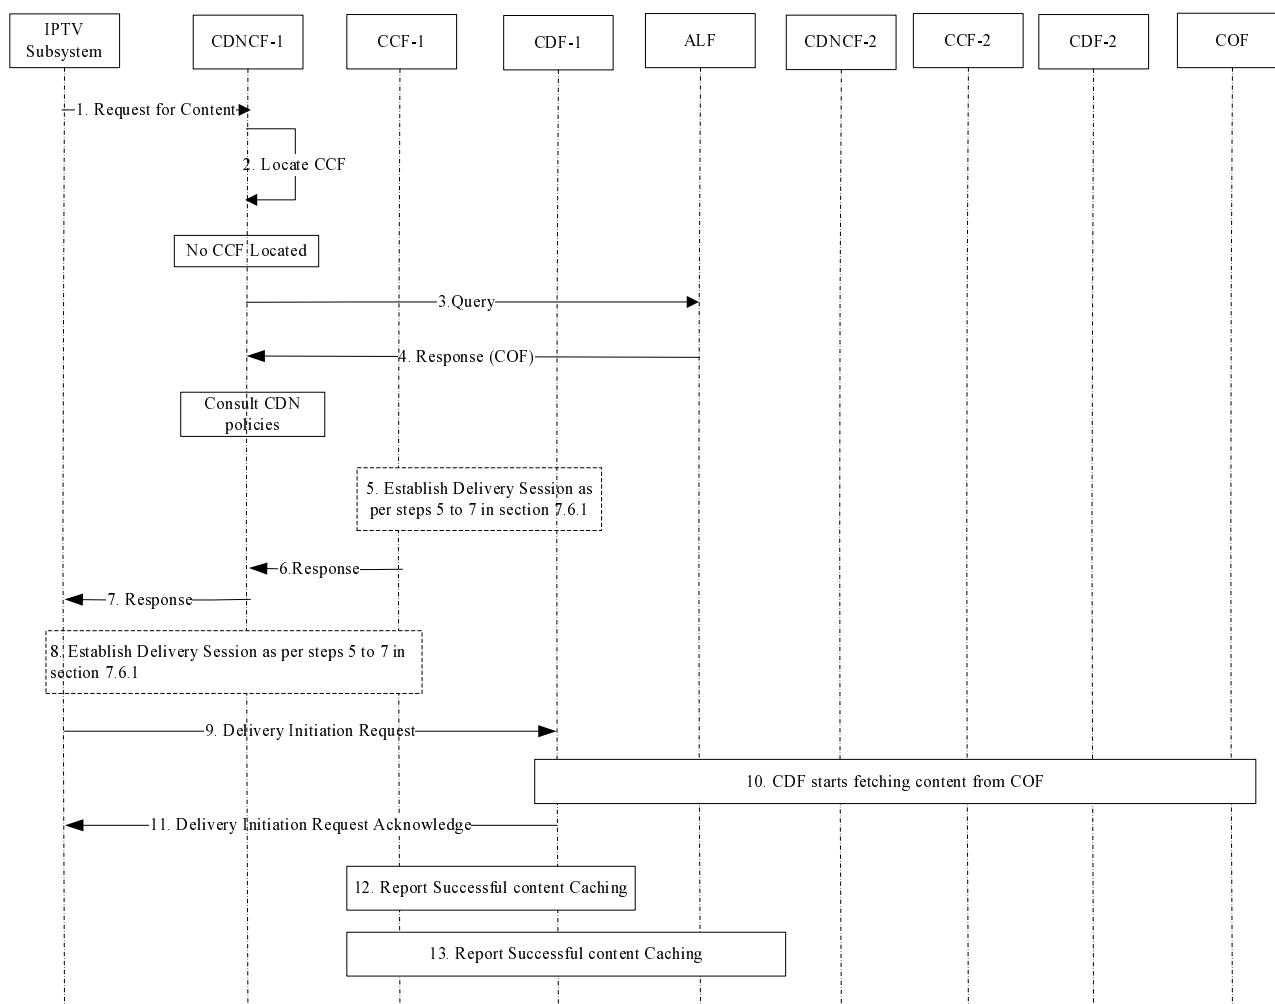 IPTV
Subsystem
CDNCF-1
CCF-1
CDF-1
ALF
CDNCF-2
CCF-2
CDF-2
COF
1. Request for Content
2. Locate CCF
No CCF Located
3.Query
4. Response (COF)
Consult CDN
policies
5. Establish Delivery Session as
per steps 5 to 7 in section 7.6.1
6.Response
7. Response
8. Establish Delivery Session as per steps 5 to 7 in
section 7.6.1
9. Delivery Initiation Request
10. CDF starts fetching content from COF
11. Delivery Initiation Request Acknowledge
12. Report Successful content Caching
13. Report Successful content Caching